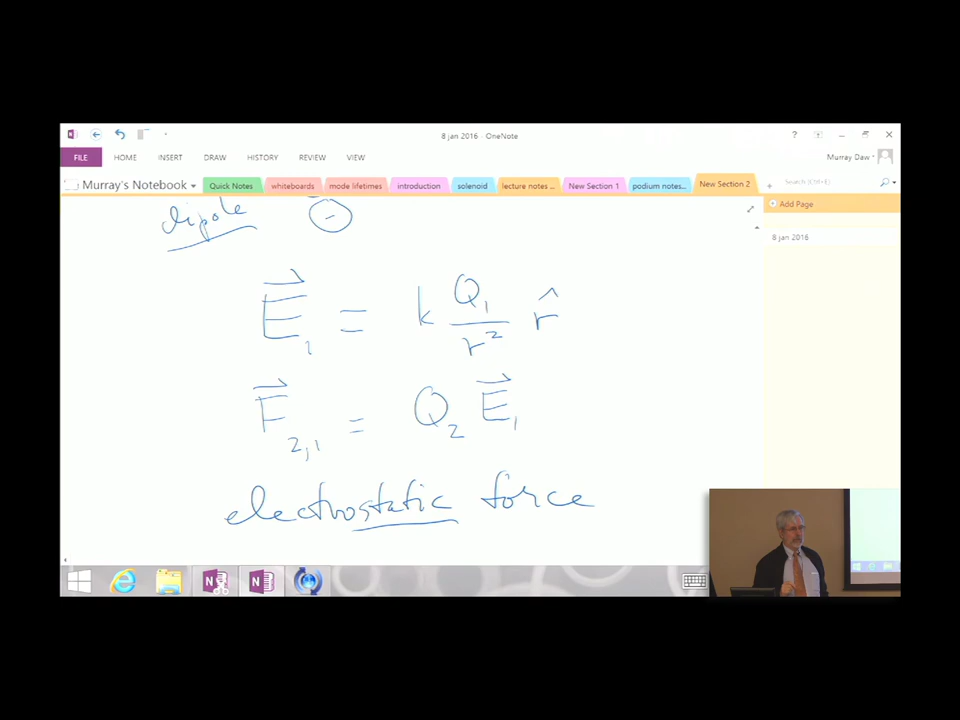 8 jan 2016 - OneNote
?
FILE HOME INSERT DRAW HISTORY REVIEW VIEW
Murray Daw
Murray's Notebook Quick Notes whiteboards mode lifetimes introduction solenoid lecture notes ... New Section 1 podium notes... New Section 2 + Search (Ctrl+E)
Add Page
8 jan 2016
dipole -
E⃗₁ = k Q₁/r² r̂
F⃗₂,₁ = Q₂ E⃗₁
electrostatic force